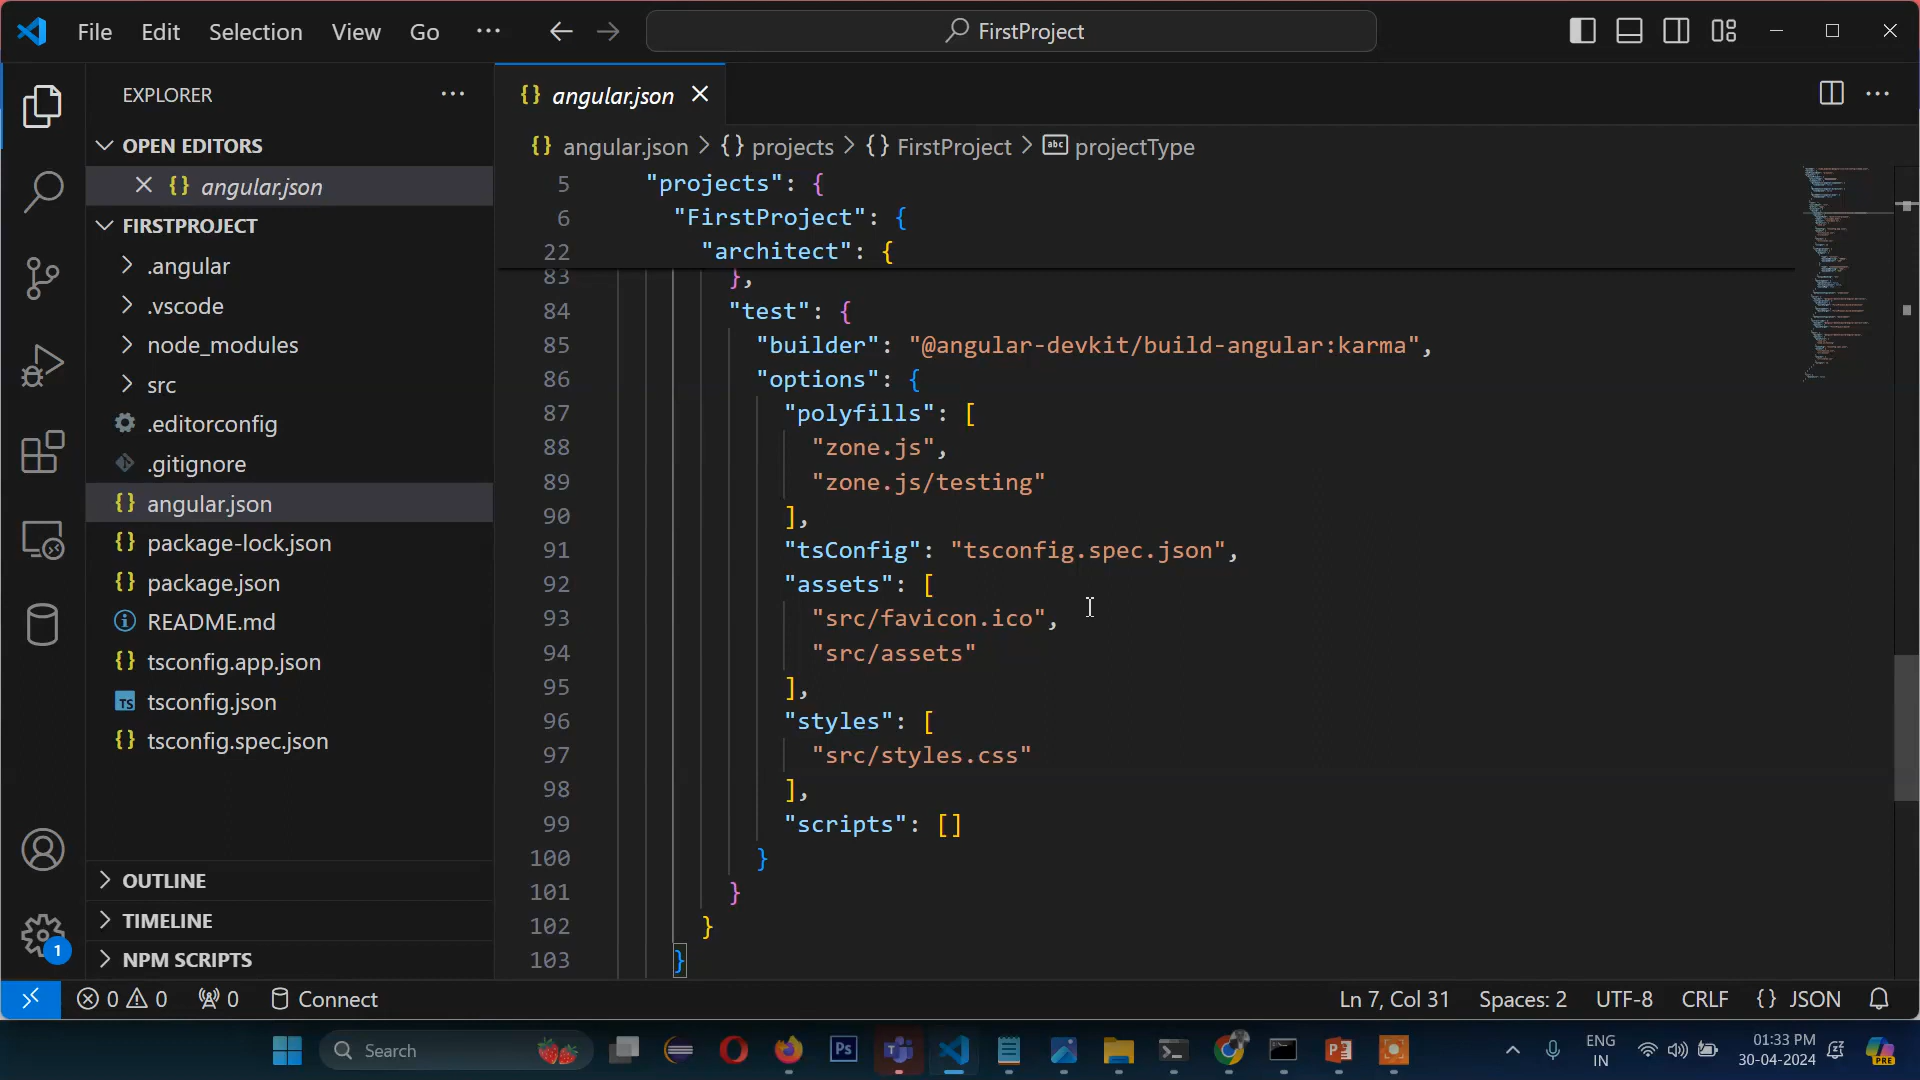 File Edit Selection View Go ··· FirstProject
EXPLORER ···
OPEN EDITORS
{} angular.json
FIRSTPROJECT
.angular
.vscode
node_modules
src
.editorconfig
.gitignore
{} angular.json
{} package-lock.json
{} package.json
README.md
{} tsconfig.app.json
TS tsconfig.json
{} tsconfig.spec.json
OUTLINE
TIMELINE
NPM SCRIPTS
1
{} angular.json
{} angular.json > {} projects > {} FirstProject > abc projectType
5 "projects": {
6 "FirstProject": {
22 "architect": {
83 },
84 "test": {
85 "builder": "@angular-devkit/build-angular:karma",
86 "options": {
87 "polyfills": [
88 "zone.js",
89 "zone.js/testing"
90 ],
91 "tsConfig": "tsconfig.spec.json",
92 "assets": [
93 "src/favicon.ico",
94 "src/assets"
95 ],
96 "styles": [
97 "src/styles.css"
98 ],
99 "scripts": []
100 }
101 }
102 }
103 }
0 0 0 Connect Ln 7, Col 31 Spaces: 2 UTF-8 CRLF {} JSON
Search Ps ENG 01:33 PM
IN 30-04-2024 PRE